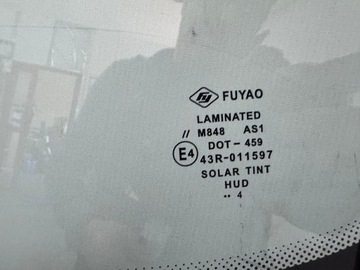 FUYAO
LAMINATED
// M848 AS1
DOT-459
E4 43R-011597
SOLAR TINT
HUD
·· 4